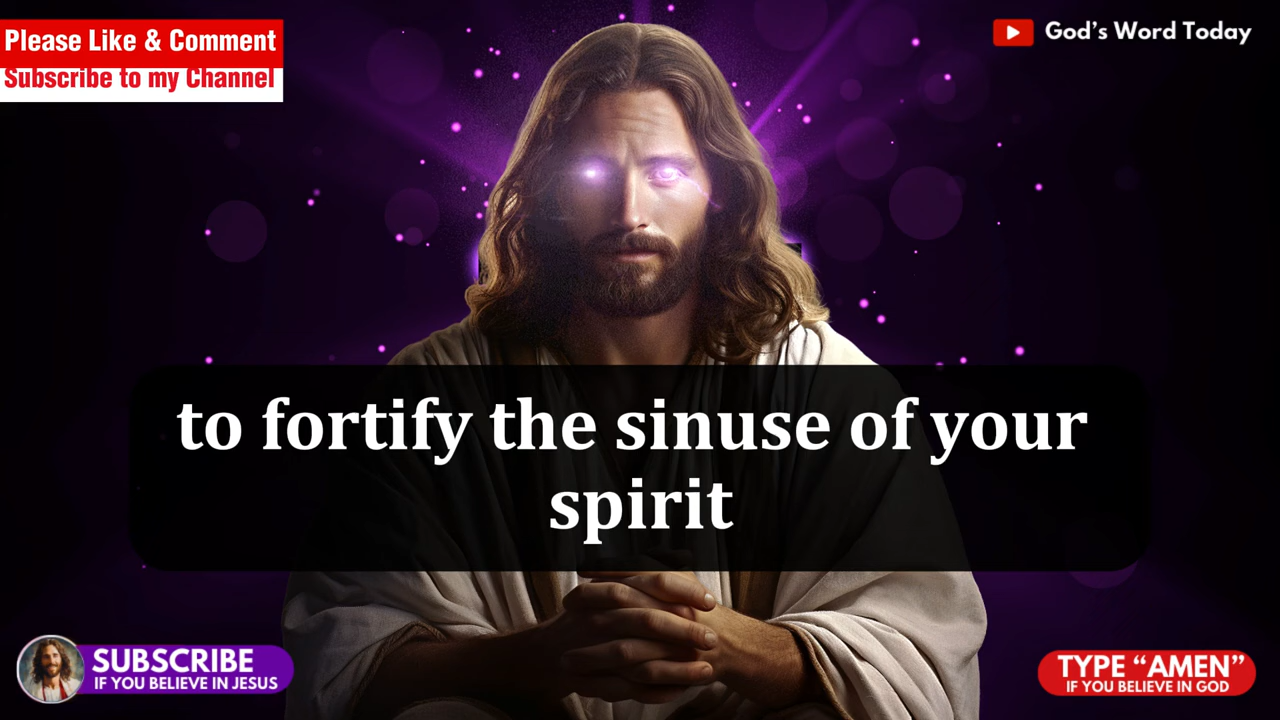 Please Like & Comment
Subscribe to my Channel
God's Word Today
to fortify the sinuse of your
spirit
SUBSCRIBE
IF YOU BELIEVE IN JESUS
TYPE “AMEN”
IF YOU BELIEVE IN GOD